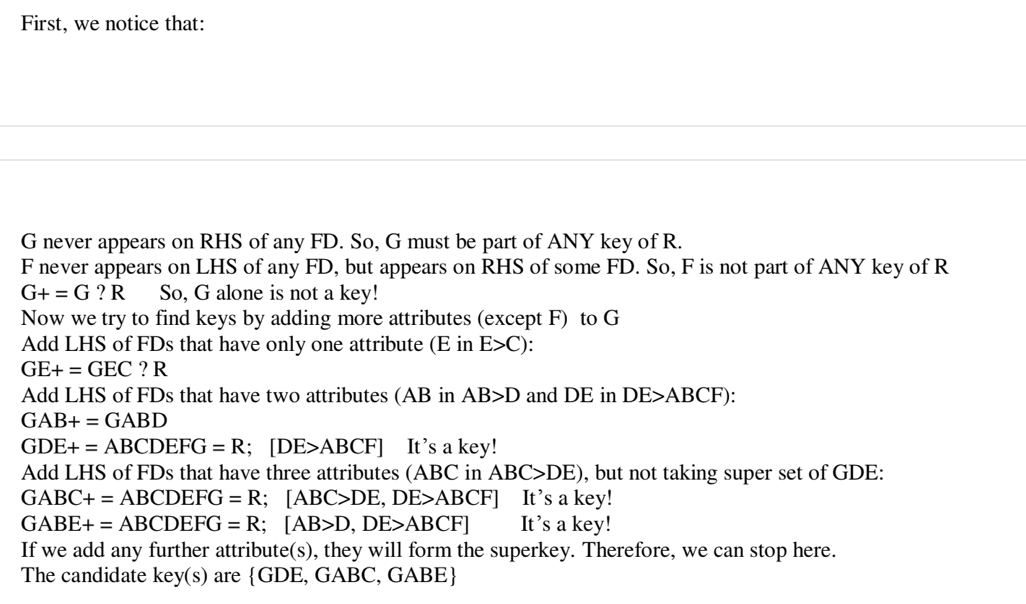 First, we notice that:
G never appears on RHS of any FD. So, G must be part of ANY key of R.
F never appears on LHS of any FD, but appears on RHS of some FD. So, F is not part of ANY key of R
G+ = G ? R So, G alone is not a key!
Now we try to find keys by adding more attributes (except F) to G
Add LHS of FDs that have only one attribute (E in E>C):
GE+ = GEC ? R
Add LHS of FDs that have two attributes (AB in AB>D and DE in DE>ABCF):
GAB+ = GABD
GDE+ = ABCDEFG = R; [DE>ABCF] It’s a key!
Add LHS of FDs that have three attributes (ABC in ABC>DE), but not taking super set of GDE:
GABC+ = ABCDEFG = R; [ABC>DE, DE>ABCF] It’s a key!
GABE+ = ABCDEFG = R; [AB>D, DE>ABCF] It’s a key!
If we add any further attribute(s), they will form the superkey. Therefore, we can stop here.
The candidate key(s) are {GDE, GABC, GABE}